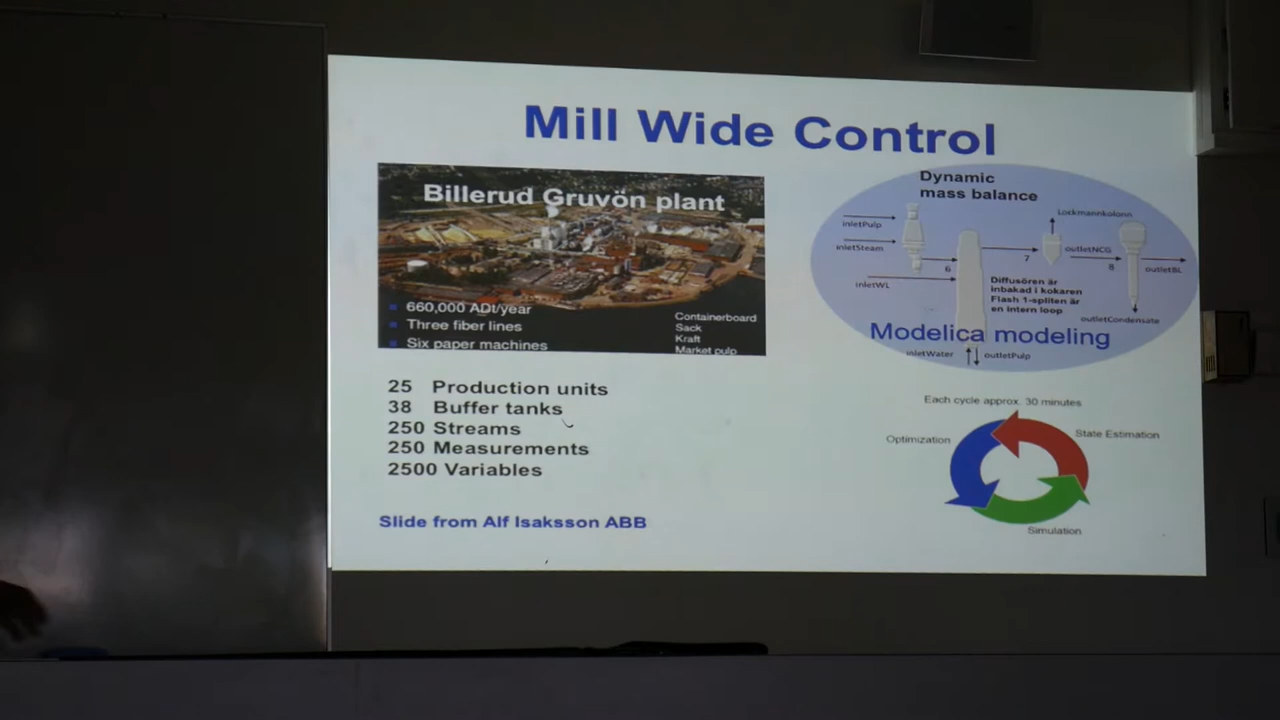 Mill Wide Control
Billerud Gruvön plant
660,000 ADt/year
Three fiber lines
Six paper machines
Containerboard
Sack
Kraft
Market pulp
Dynamic
mass balance
Lockmannkolonn
inletPulp
inletSteam
outletNCG
6
7
8
outletBL
inletWL
Diffusören är
inbakad i kokaren
Flash 1-spliten är
en intern loop
outletCondensate
Modelica modeling
inletWater
outletPulp
25 Production units
38 Buffer tanks
250 Streams
250 Measurements
2500 Variables
Each cycle approx. 30 minutes
Optimization
State Estimation
Simulation
Slide from Alf Isaksson ABB